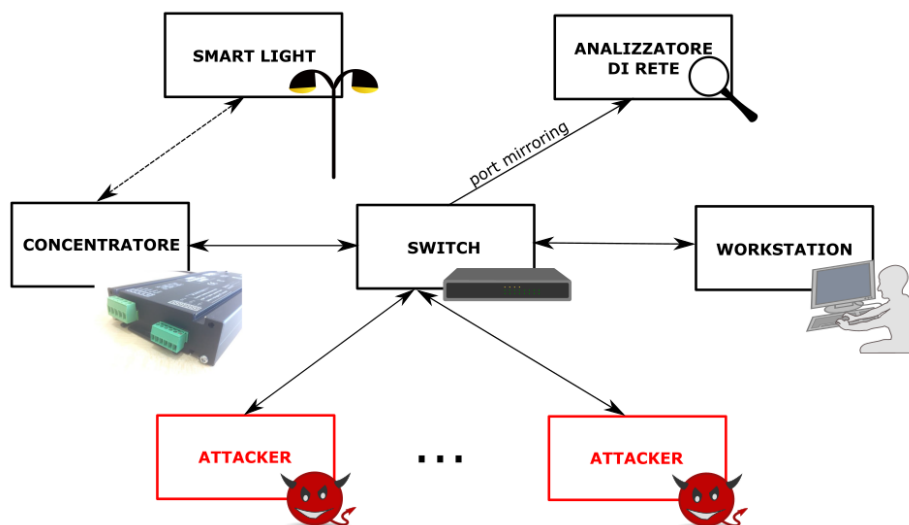 SMART LIGHT
ANALIZZATORE
DI RETE
port mirroring
CONCENTRATORE
SWITCH
WORKSTATION
ATTACKER
...
ATTACKER